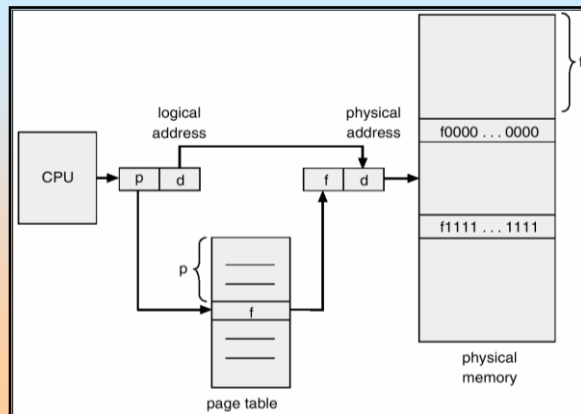 logical
address
physical
address
f0000 . . . 0000
CPU
p
d
f
d
f1111 . . . 1111
p
f
physical
memory
page table